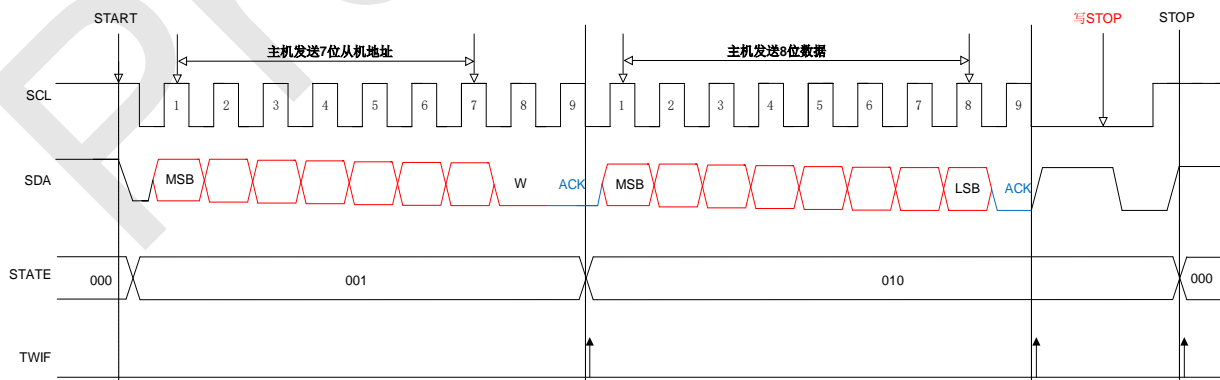 START
写STOP
STOP
主机发送7位从机地址
主机发送8位数据
SCL
1 2 3 4 5 6 7 8 9 1 2 3 4 5 6 7 8 9
SDA
MSB W ACK MSB LSB ACK
STATE
000 001 010 000
TWIF